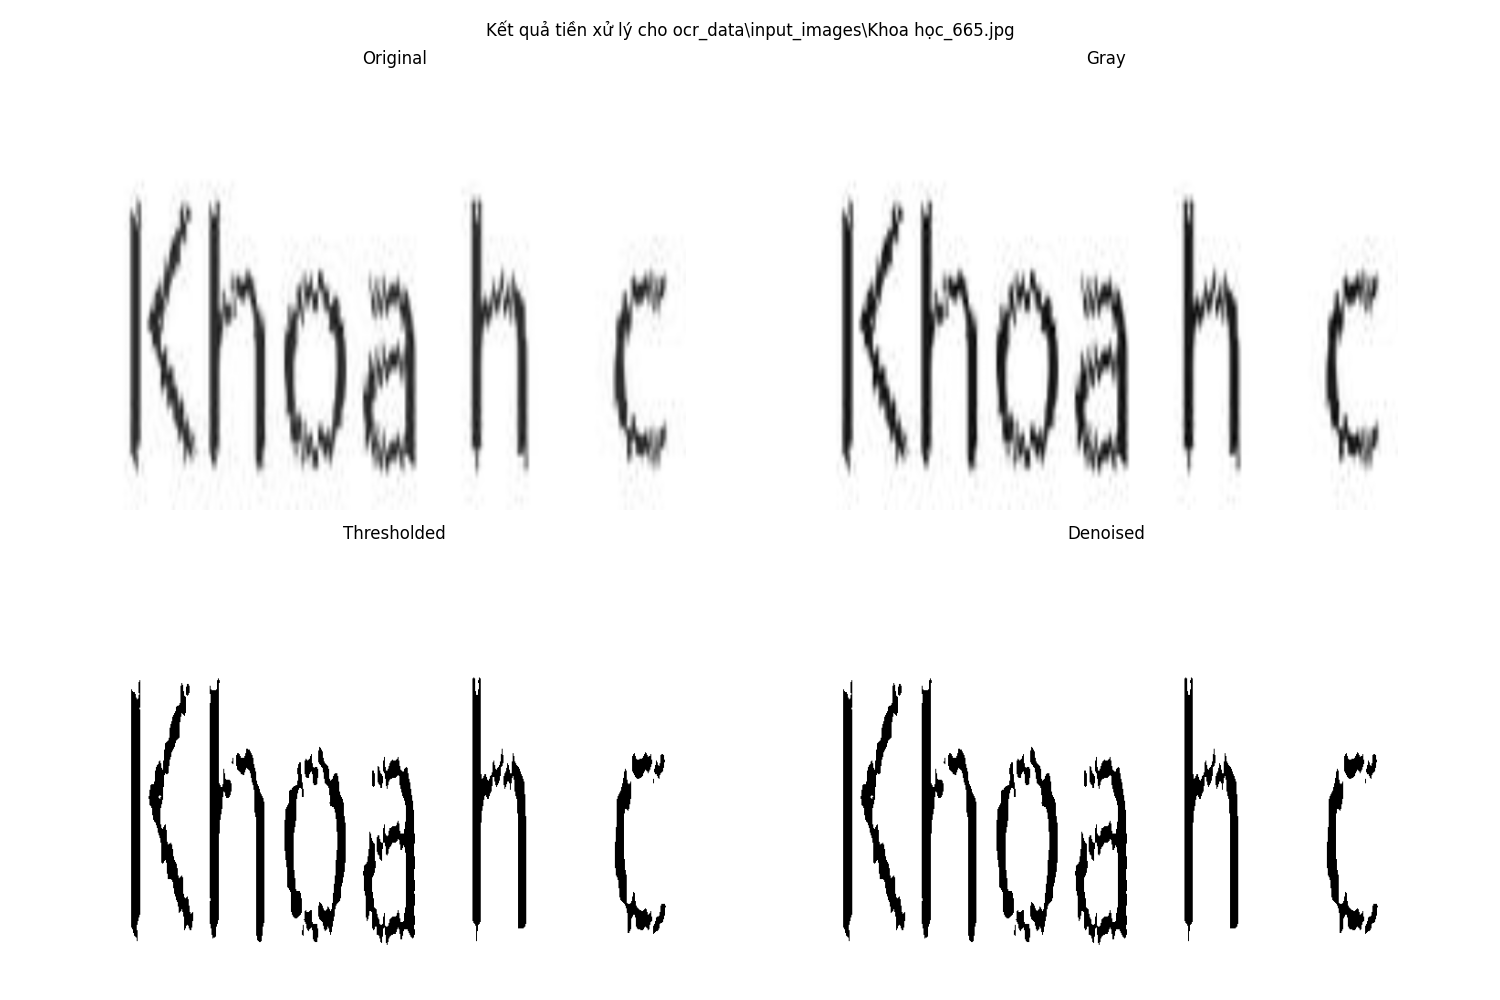 Kết quả tiền xử lý cho ocr_data\input_images\Khoa học_665.jpg
Original
Gray
Khoa h c
Khoa h c
Thresholded
Denoised
Khoa h c
Khoa h c